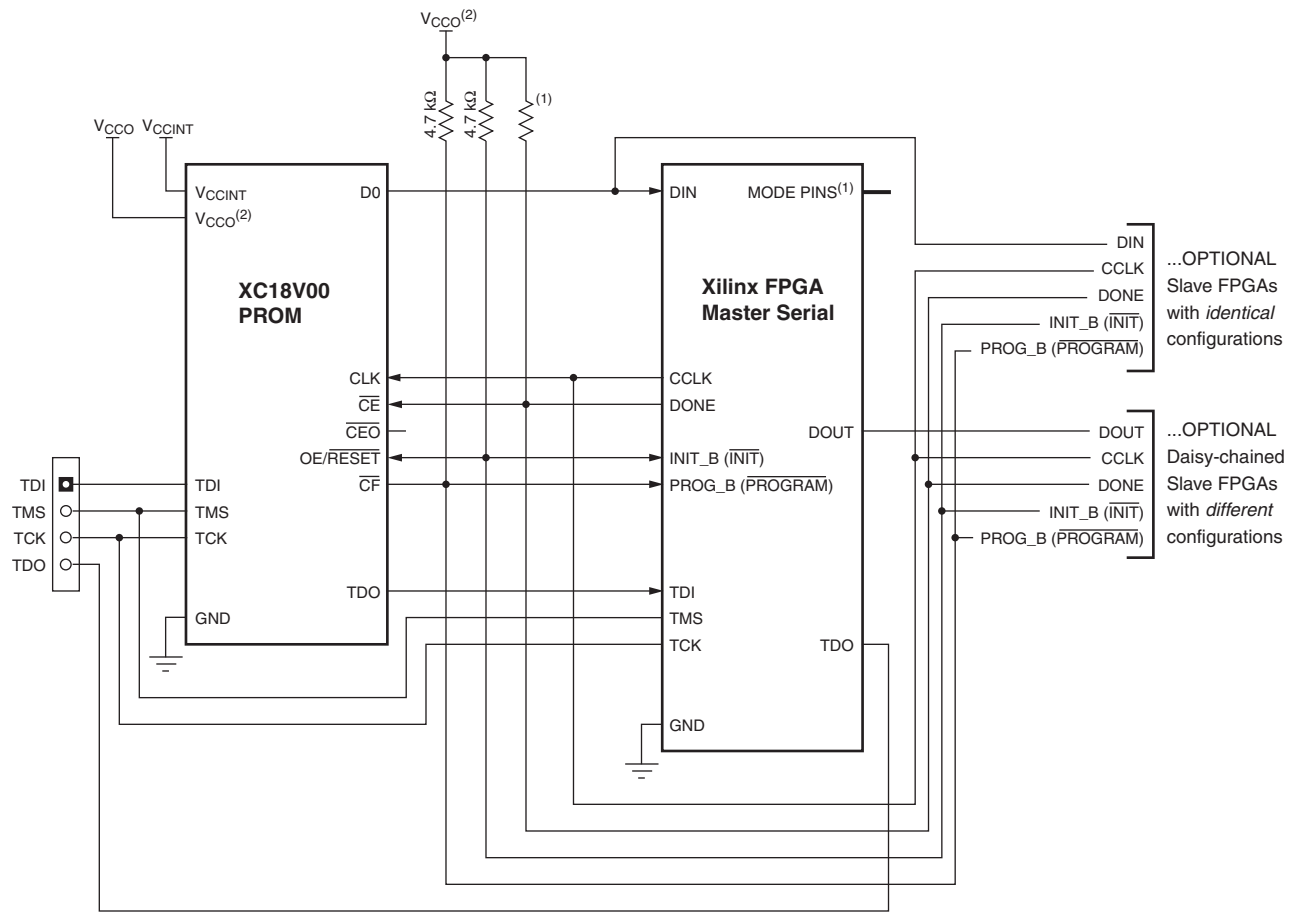 VCCO(2)
4.7 kΩ
4.7 kΩ
(1)
VCCO VCCINT
VCCINT
VCCO(2)
D0
XC18V00
PROM
CLK
CE
CEO
OE/RESET
CF
TDI
TMS
TCK
TDO
GND
TDI
TMS
TCK
TDO
DIN
MODE PINS(1)
Xilinx FPGA
Master Serial
CCLK
DONE
DOUT
INIT_B (INIT)
PROG_B (PROGRAM)
TDI
TMS
TCK
TDO
GND
DIN
CCLK
DONE
INIT_B (INIT)
PROG_B (PROGRAM)
...OPTIONAL
Slave FPGAs
with identical
configurations
DOUT
CCLK
DONE
INIT_B (INIT)
PROG_B (PROGRAM)
...OPTIONAL
Daisy-chained
Slave FPGAs
with different
configurations